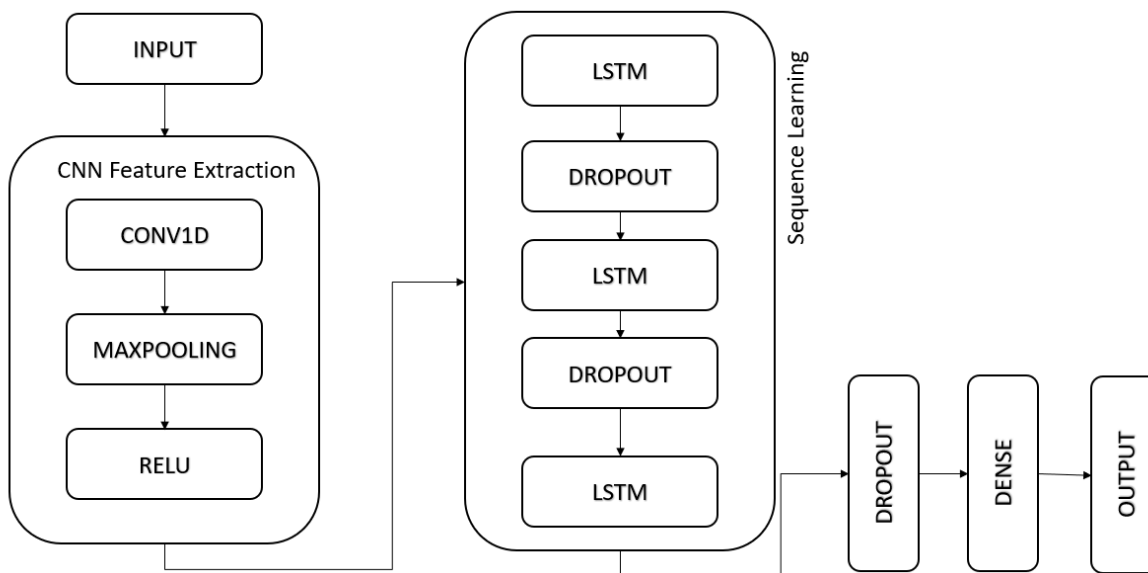 INPUT
CNN Feature Extraction
CONV1D
MAXPOOLING
RELU
LSTM
DROPOUT
LSTM
DROPOUT
LSTM
Sequence Learning
DROPOUT
DENSE
OUTPUT